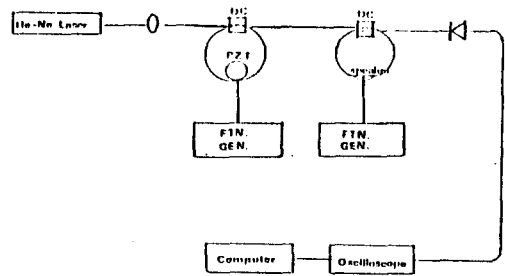 He-Ne Laser
DC
DC
PZT
FTN.
GEN.
FTN.
GEN.
Computer
Oscilloscope